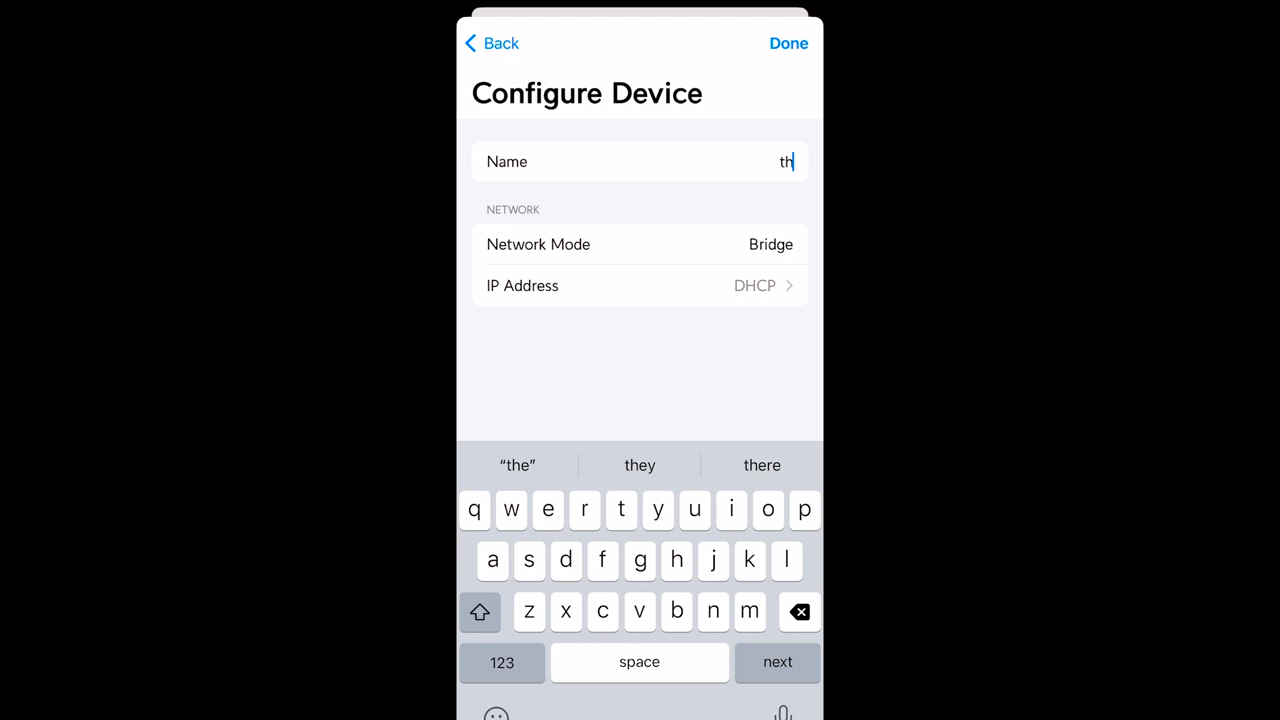 Back Done
Configure Device
Name th
NETWORK
Network Mode Bridge
IP Address DHCP
“the” they there
q w e r t y u i o p
a s d f g h j k l
z x c v b n m
123 space next